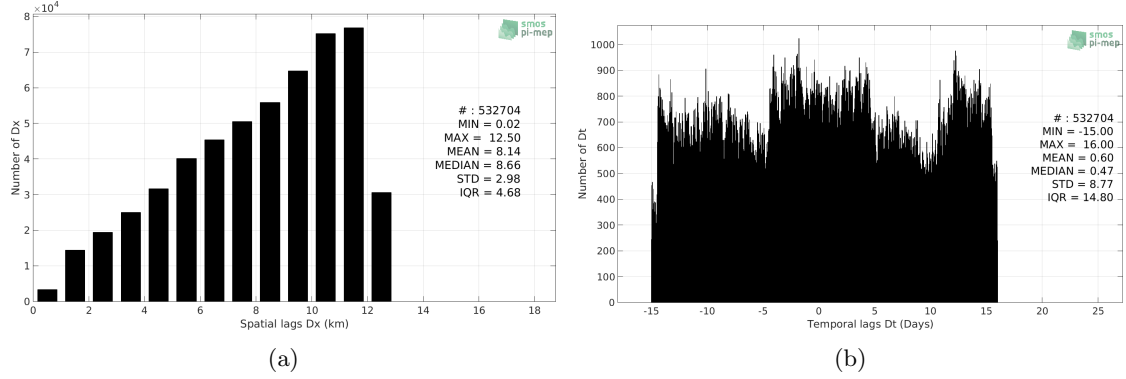 ×10⁴
8
7
6
5
4
3
2
1
0
Number of Dx
0 2 4 6 8 10 12 14 16 18
Spatial lags Dx (km)
smos
pi-mep
# : 532704
MIN = 0.02
MAX = 12.50
MEAN = 8.14
MEDIAN = 8.66
STD = 2.98
IQR = 4.68
(a)
1000
900
800
700
600
500
400
300
200
100
0
Number of Dt
-15 -10 -5 0 5 10 15 20 25
Temporal lags Dt (Days)
smos
pi-mep
# : 532704
MIN = -15.00
MAX = 16.00
MEAN = 0.60
MEDIAN = 0.47
STD = 8.77
IQR = 14.80
(b)